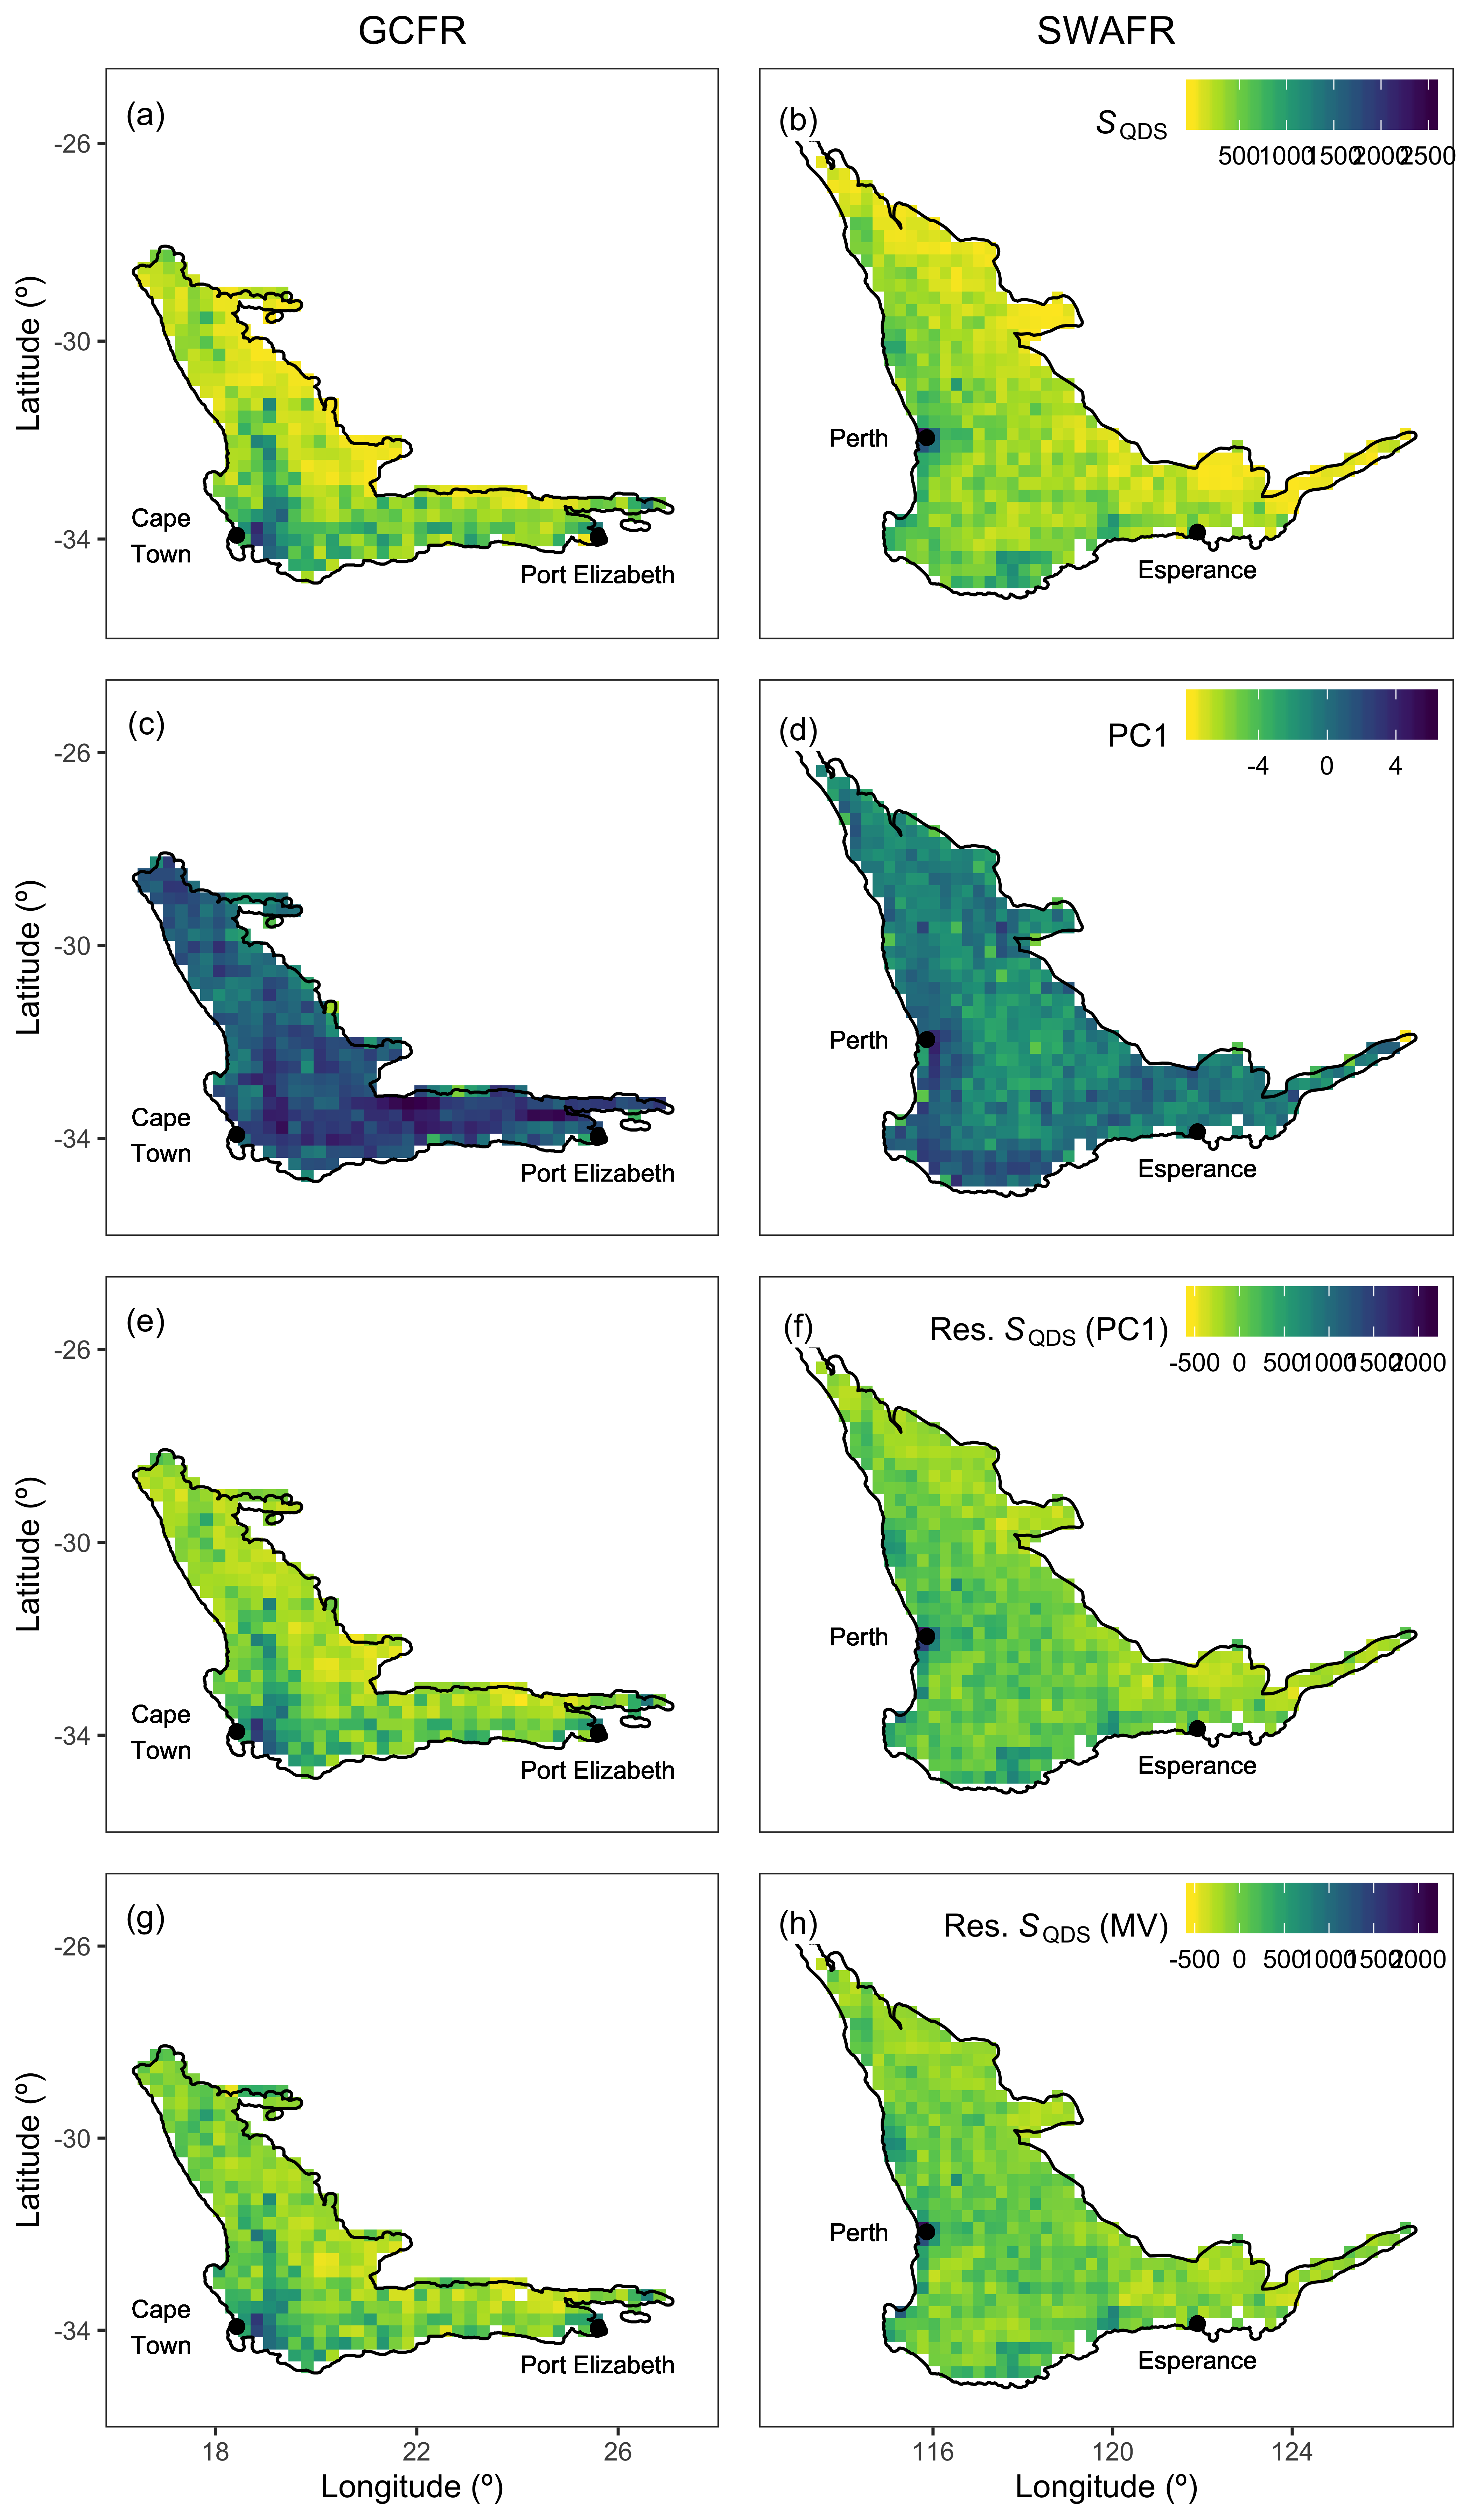 GCFR
SWAFR
(a)
(b)
S QDS
500 1000 1500 2000 2500
-26
-30
-34
Latitude (º)
Cape
Town
Port Elizabeth
Perth
Esperance
(c)
(d)
PC1
-4 0 4
-26
-30
-34
Latitude (º)
Cape
Town
Port Elizabeth
Perth
Esperance
(e)
(f)
Res. S QDS (PC1)
-500 0 500 1000 1500 2000
-26
-30
-34
Latitude (º)
Cape
Town
Port Elizabeth
Perth
Esperance
(g)
(h)
Res. S QDS (MV)
-500 0 500 1000 1500 2000
-26
-30
-34
Latitude (º)
Cape
Town
Port Elizabeth
Perth
Esperance
18 22 26
116 120 124
Longitude (º)
Longitude (º)